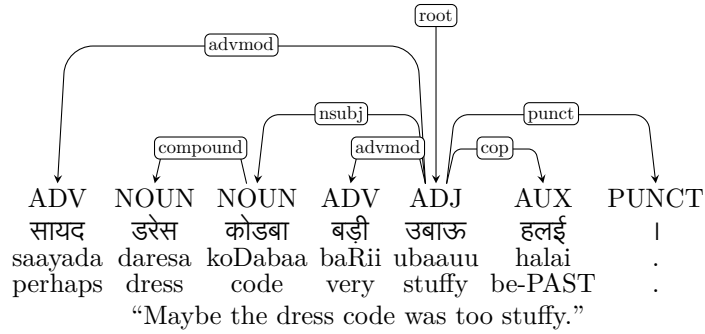 root
advmod
nsubj
punct
compound
advmod
cop
ADV NOUN NOUN ADV ADJ AUX PUNCT
सायद डरेस कोडबा बड़ी उबाऊ हलई ।
saayada daresa koDabaa baRii ubaauu halai .
perhaps dress code very stuffy be-PAST .
“Maybe the dress code was too stuffy.”